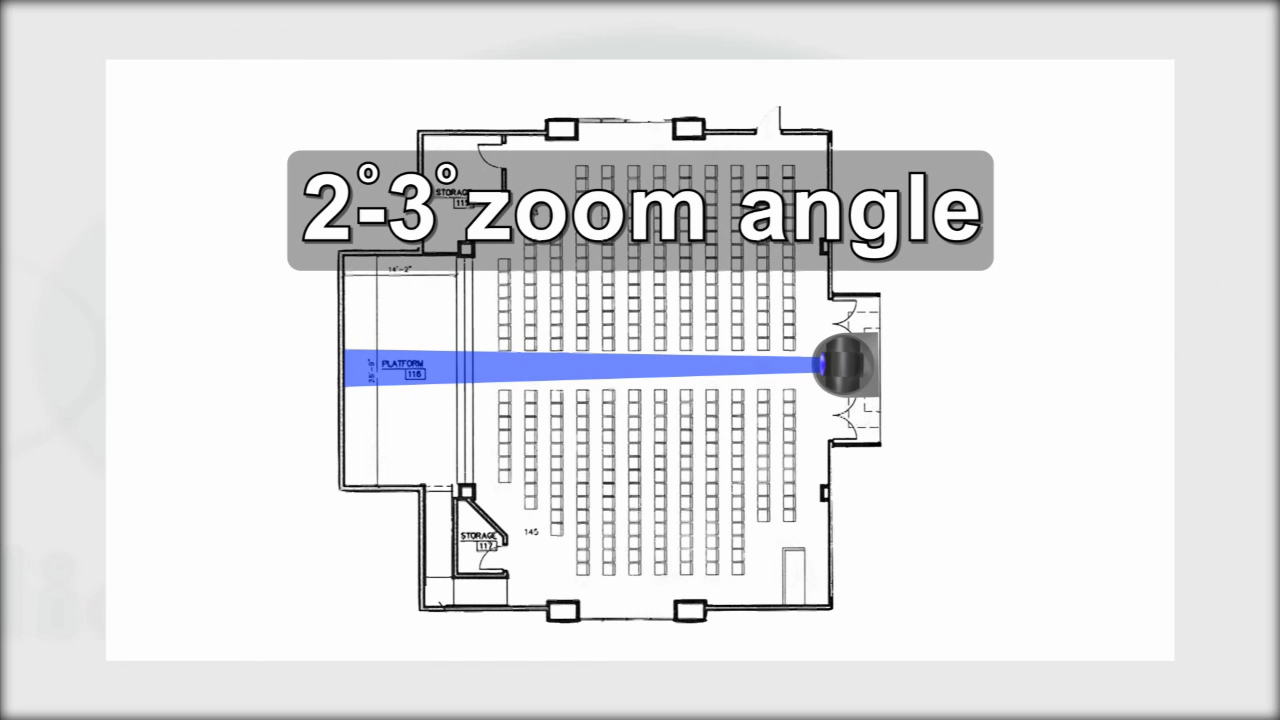 2°-3° zoom angle
STORAGE
14'-2"
PLATFORM
116
STORAGE
117
145